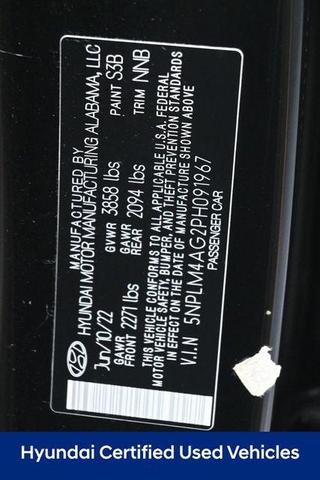 MANUFACTURED BY
HYUNDAI MOTOR MANUFACTURING ALABAMA, LLC
Jun/10/22 GVWR 3858 lbs PAINT S3B
GAWR FRONT 2271 lbs GAWR REAR 2094 lbs TRIM NNB
THIS VEHICLE CONFORMS TO ALL APPLICABLE U.S.A. FEDERAL
MOTOR VEHICLE SAFETY, BUMPER, AND THEFT PREVENTION STANDARDS
IN EFFECT ON THE DATE OF MANUFACTURE SHOWN ABOVE
V.I.N 5NPLM4AG2PH091967
PASSENGER CAR
Hyundai Certified Used Vehicles